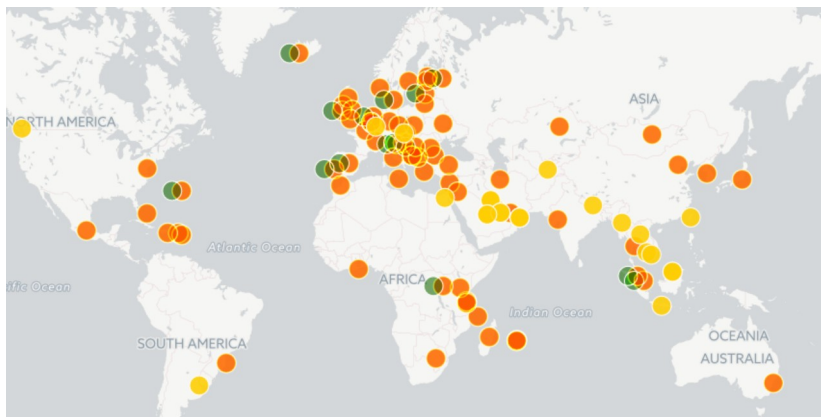 ASIA
NORTH AMERICA
Atlantic Ocean
AFRICA
ific Ocean
Indian Ocean
OCEANIA
SOUTH AMERICA
AUSTRALIA